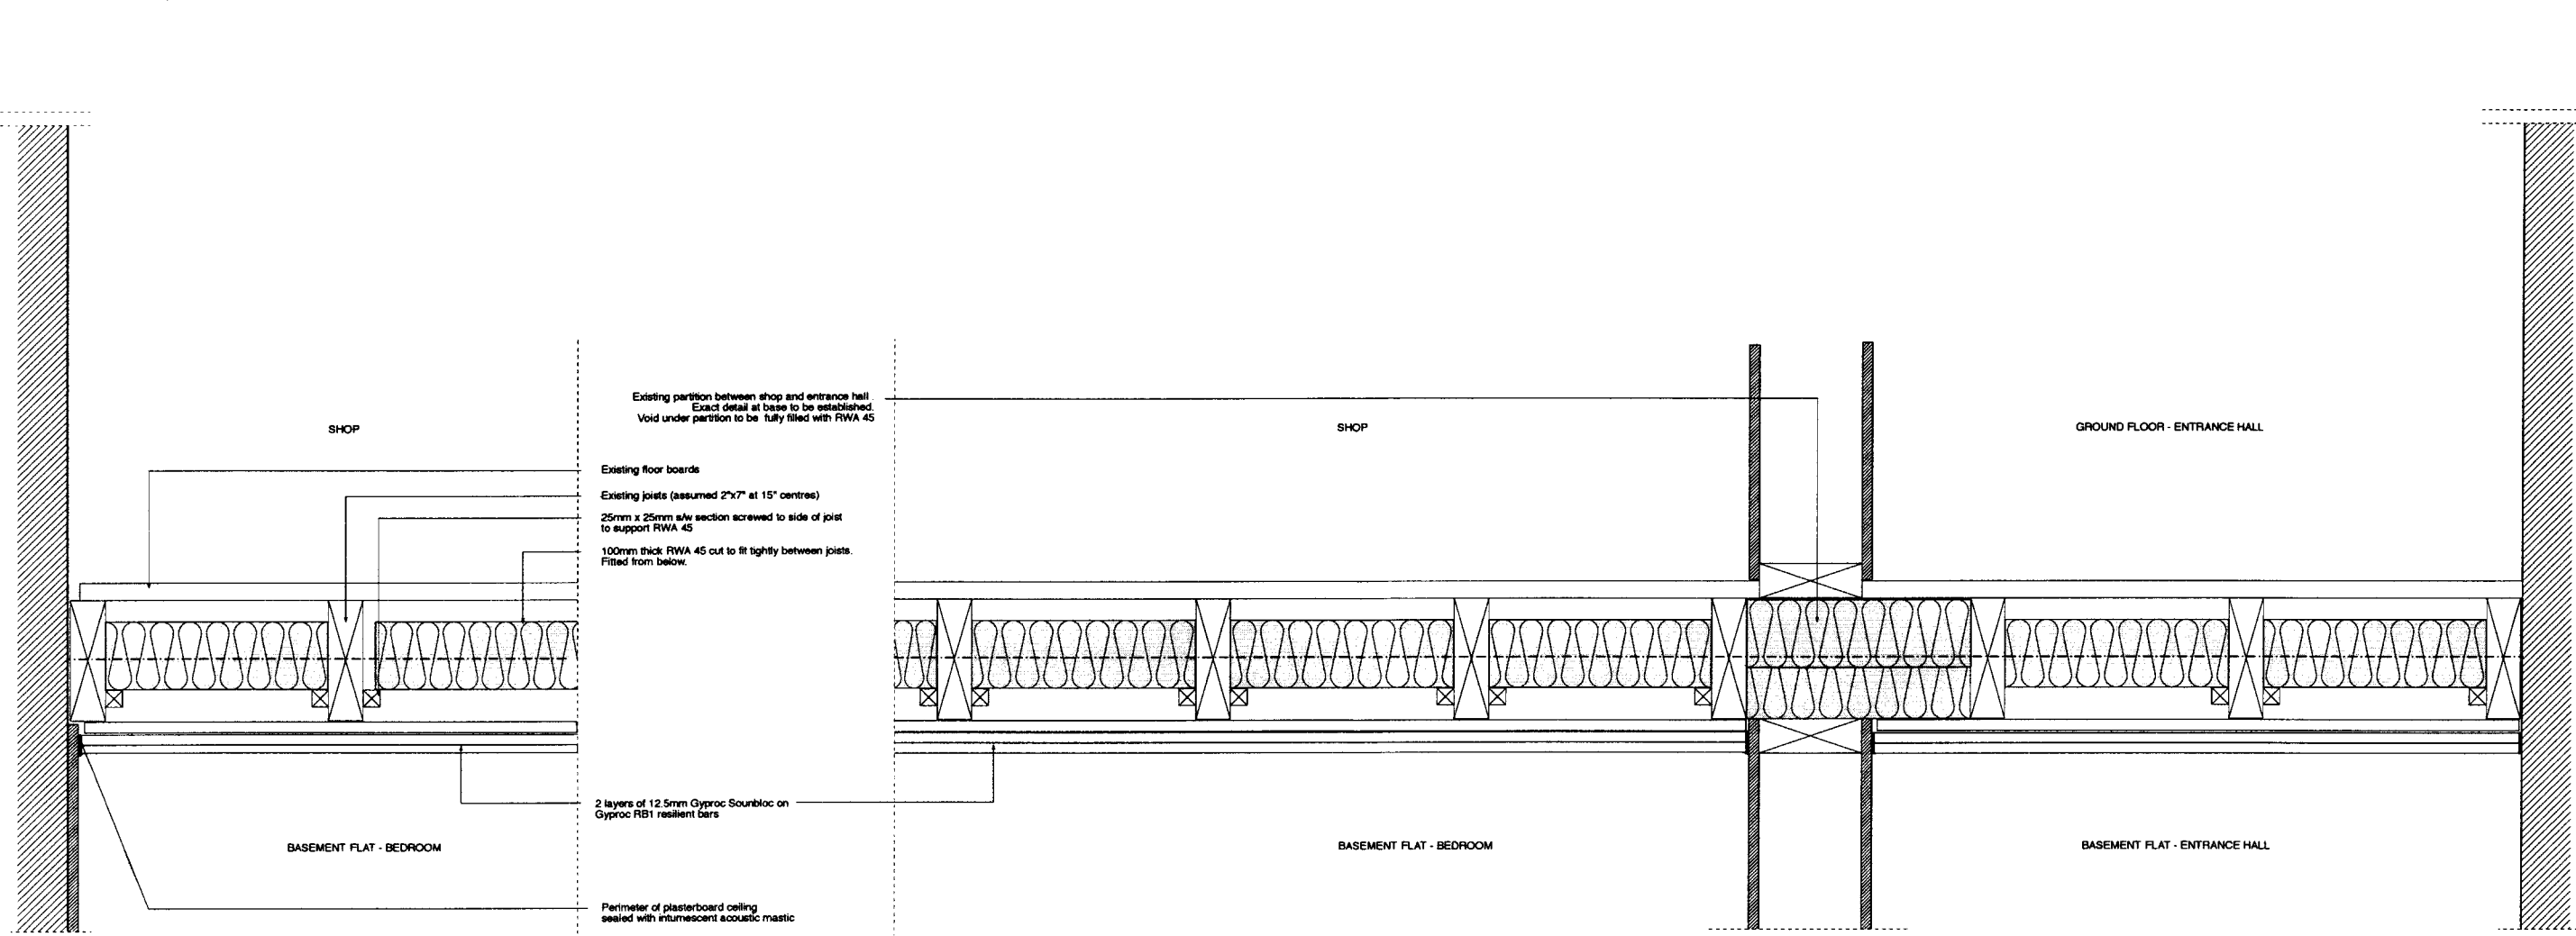 Existing partition between shop and entrance hall .
Exact detail at base to be established.
Void under partition to be fully filled with RWA 45
SHOP
SHOP
GROUND FLOOR - ENTRANCE HALL
Existing floor boards
Existing joists (assumed 2"x7" at 15" centres)
25mm x 25mm s/w section screwed to side of joist
to support RWA 45
100mm thick RWA 45 cut to fit tightly between joists.
Fitted from below.
2 layers of 12.5mm Gyproc Sounbloc on
Gyproc RB1 resilient bars
BASEMENT FLAT - BEDROOM
BASEMENT FLAT - BEDROOM
BASEMENT FLAT - ENTRANCE HALL
Perimeter of plasterboard ceiling
sealed with intumescent acoustic mastic